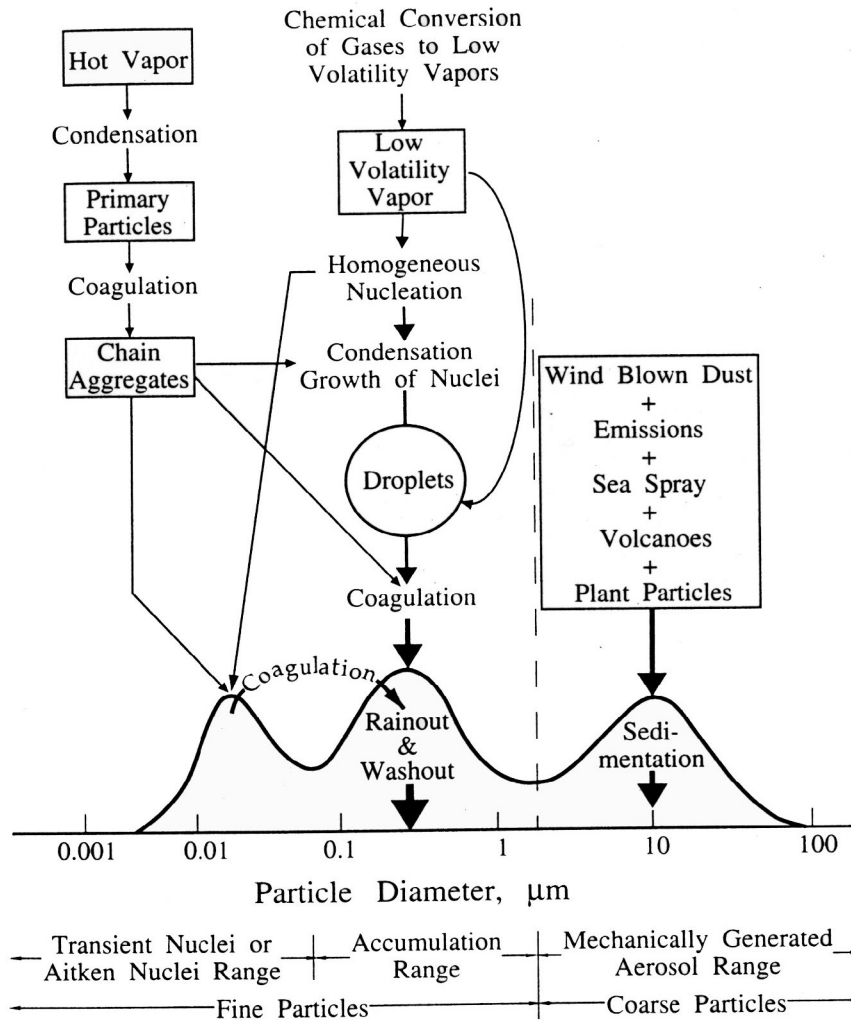 Hot Vapor
Condensation
Primary
Particles
Coagulation
Chain
Aggregates
Chemical Conversion
of Gases to Low
Volatility Vapors
Low
Volatility
Vapor
Homogeneous
Nucleation
Condensation
Growth of Nuclei
Droplets
Coagulation
Wind Blown Dust
+
Emissions
+
Sea Spray
+
Volcanoes
+
Plant Particles
Coagulation
Rainout
&
Washout
Sedi-
mentation
0.001
0.01
0.1
1
10
100
Particle Diameter, μm
Transient Nuclei or
Aitken Nuclei Range
Accumulation
Range
Mechanically Generated
Aerosol Range
Fine Particles
Coarse Particles